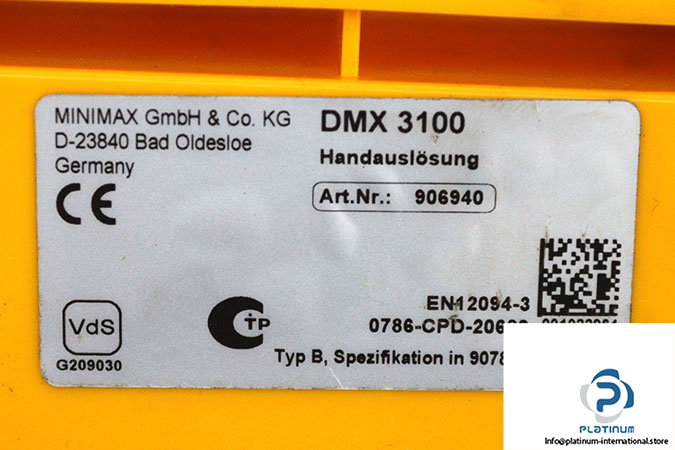 MINIMAX GmbH & Co. KG
D-23840 Bad Oldesloe
Germany
CE
DMX 3100
Handauslösung
Art.Nr.: 906940
VdS
G209030
TP
EN12094-3
Typ B, Spezifikation in
PLATINUM
Info@platinum-international.store